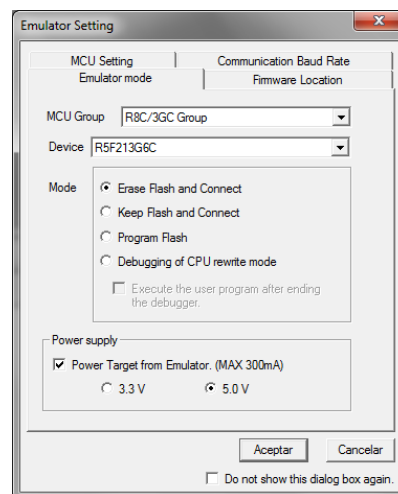 Emulator Setting
MCU Setting
Communication Baud Rate
Emulator mode
Firmware Location
MCU Group
R8C/3GC Group
Device
R5F213G6C
Mode
Erase Flash and Connect
Keep Flash and Connect
Program Flash
Debugging of CPU rewrite mode
Execute the user program after ending
the debugger.
Power supply
Power Target from Emulator. (MAX 300mA)
3.3 V
5.0 V
Aceptar
Cancelar
Do not show this dialog box again.